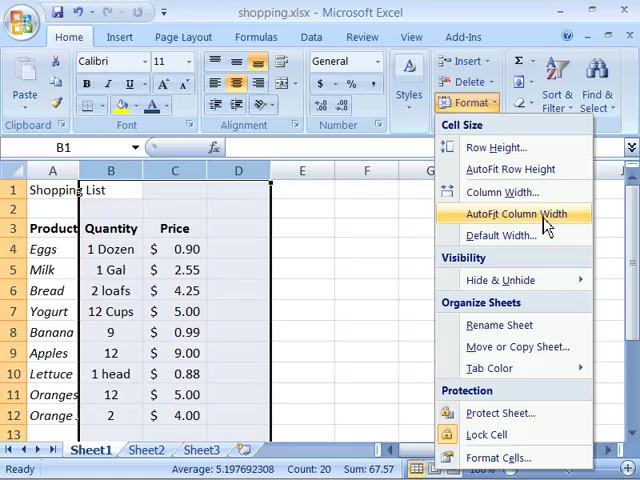 shopping.xlsx - Microsoft Excel
Home Insert Page Layout Formulas Data Review View Add-Ins
Paste
Clipboard
Calibri 11
B I U A A
A
Font
Alignment
General
$ % ,
Number
Styles
Insert
Delete
Format
Σ
Sort & Filter
Find & Select
B1
fx
A B C D E F G
1 Shopping List
2
3 Product Quantity Price
4 Eggs 1 Dozen $ 0.90
5 Milk 1 Gal $ 2.55
6 Bread 2 loafs $ 4.25
7 Yogurt 12 Cups $ 5.00
8 Banana 9 $ 0.99
9 Apples 12 $ 9.00
10 Lettuce 1 head $ 0.88
11 Oranges 12 $ 5.00
12 Orange 2 $ 4.00
13
Cell Size
Row Height...
AutoFit Row Height
Column Width...
AutoFit Column Width
Default Width...
Visibility
Hide & Unhide
Organize Sheets
Rename Sheet
Move or Copy Sheet...
Tab Color
Protection
Protect Sheet...
Lock Cell
Format Cells...
Sheet1 Sheet2 Sheet3
Ready Average: 5.197692308 Count: 20 Sum: 67.57 100%